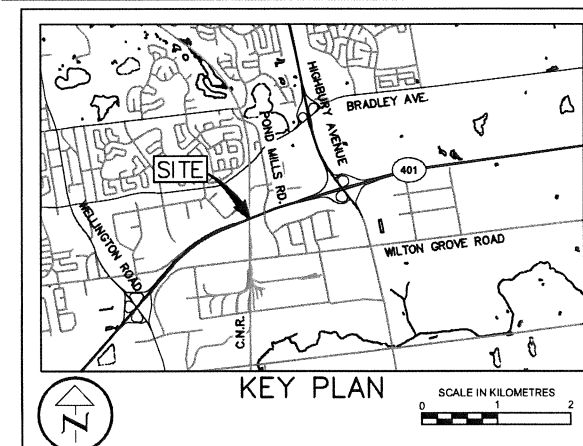 HIGHBURY AVENUE
BRADLEY AVE.
POND MILLS RD.
SITE
401
WELLINGTON ROAD
WILTON GROVE ROAD
C.N.R.
KEY PLAN
SCALE IN KILOMETRES
0 1 2
N